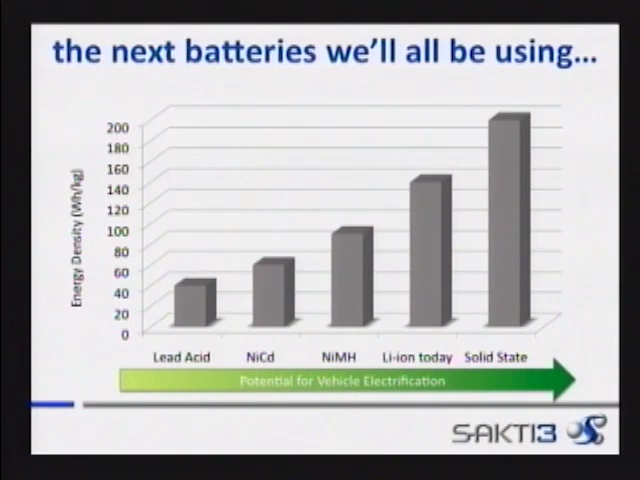 the next batteries we'll all be using...
Energy Density (Wh/kg)
200
180
160
140
120
100
80
60
40
20
0
Lead Acid NiCd NiMH Li-ion today Solid State
Potential for Vehicle Electrification
SAKTI3